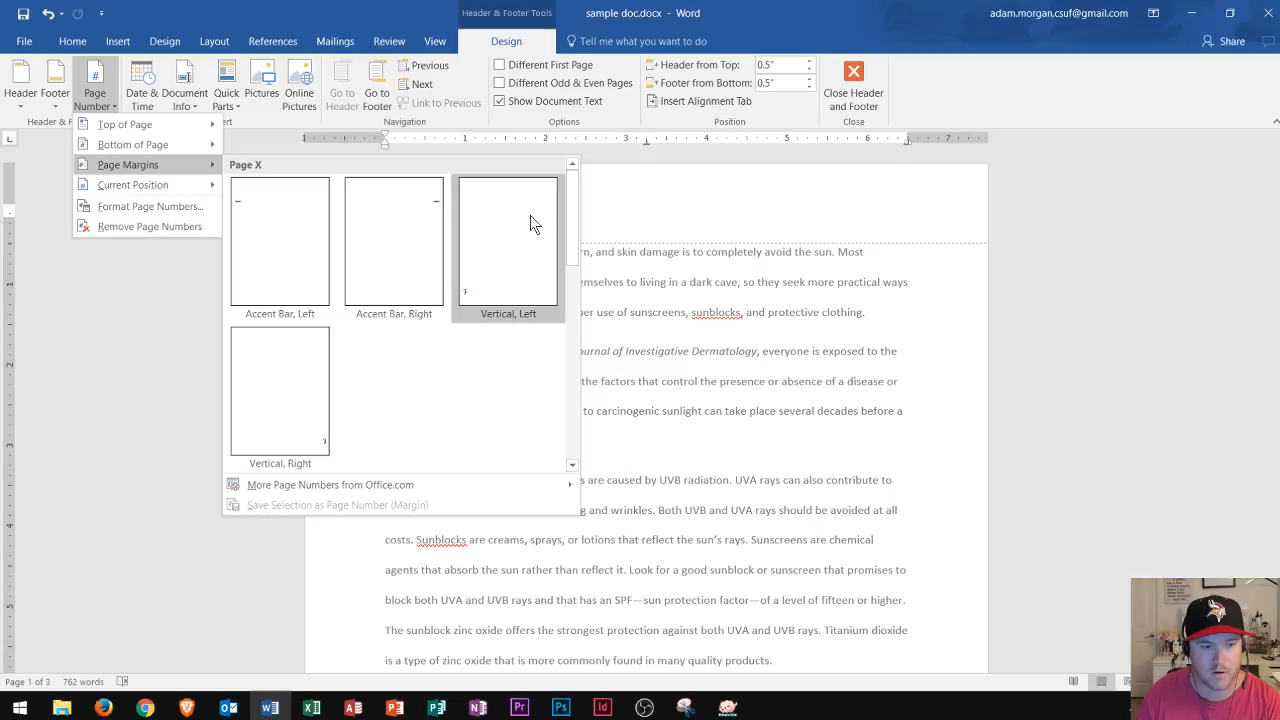 Header & Footer Tools
sample doc.docx - Word
adam.morgan.csuf@gmail.com
File
Home
Insert
Design
Layout
References
Mailings
Review
View
Design
Tell me what you want to do
Share
Header
Footer
Page Number
Date & Time
Document Info
Quick Parts
Pictures
Online Pictures
Go to Header
Go to Footer
Previous
Next
Link to Previous
Different First Page
Different Odd & Even Pages
Show Document Text
Header from Top: 0.5"
Footer from Bottom: 0.5"
Insert Alignment Tab
Close Header and Footer
Header & F
Navigation
Options
Position
Close
Top of Page
Bottom of Page
Page Margins
Current Position
Format Page Numbers...
Remove Page Numbers
1 1 2 3 4 5 6 7
Page X
Accent Bar, Left
Accent Bar, Right
Vertical, Left
Vertical, Right
More Page Numbers from Office.com
Save Selection as Page Number (Margin)
rn, and skin damage is to completely avoid the sun. Most
emselves to living in a dark cave, so they seek more practical ways
per use of sunscreens, sunblocks, and protective clothing.
ournal of Investigative Dermatology, everyone is exposed to the
the factors that control the presence or absence of a disease or
to carcinogenic sunlight can take place several decades before a
s are caused by UVB radiation. UVA rays can also contribute to
ng and wrinkles. Both UVB and UVA rays should be avoided at all
costs. Sunblocks are creams, sprays, or lotions that reflect the sun's rays. Sunscreens are chemical
agents that absorb the sun rather than reflect it. Look for a good sunblock or sunscreen that promises to
block both UVA and UVB rays and that has an SPF—sun protection factor—of a level of fifteen or higher.
The sunblock zinc oxide offers the strongest protection against both UVA and UVB rays. Titanium dioxide
is a type of zinc oxide that is more commonly found in many quality products.
1
2
3
4
5
Page 1 of 3
762 words